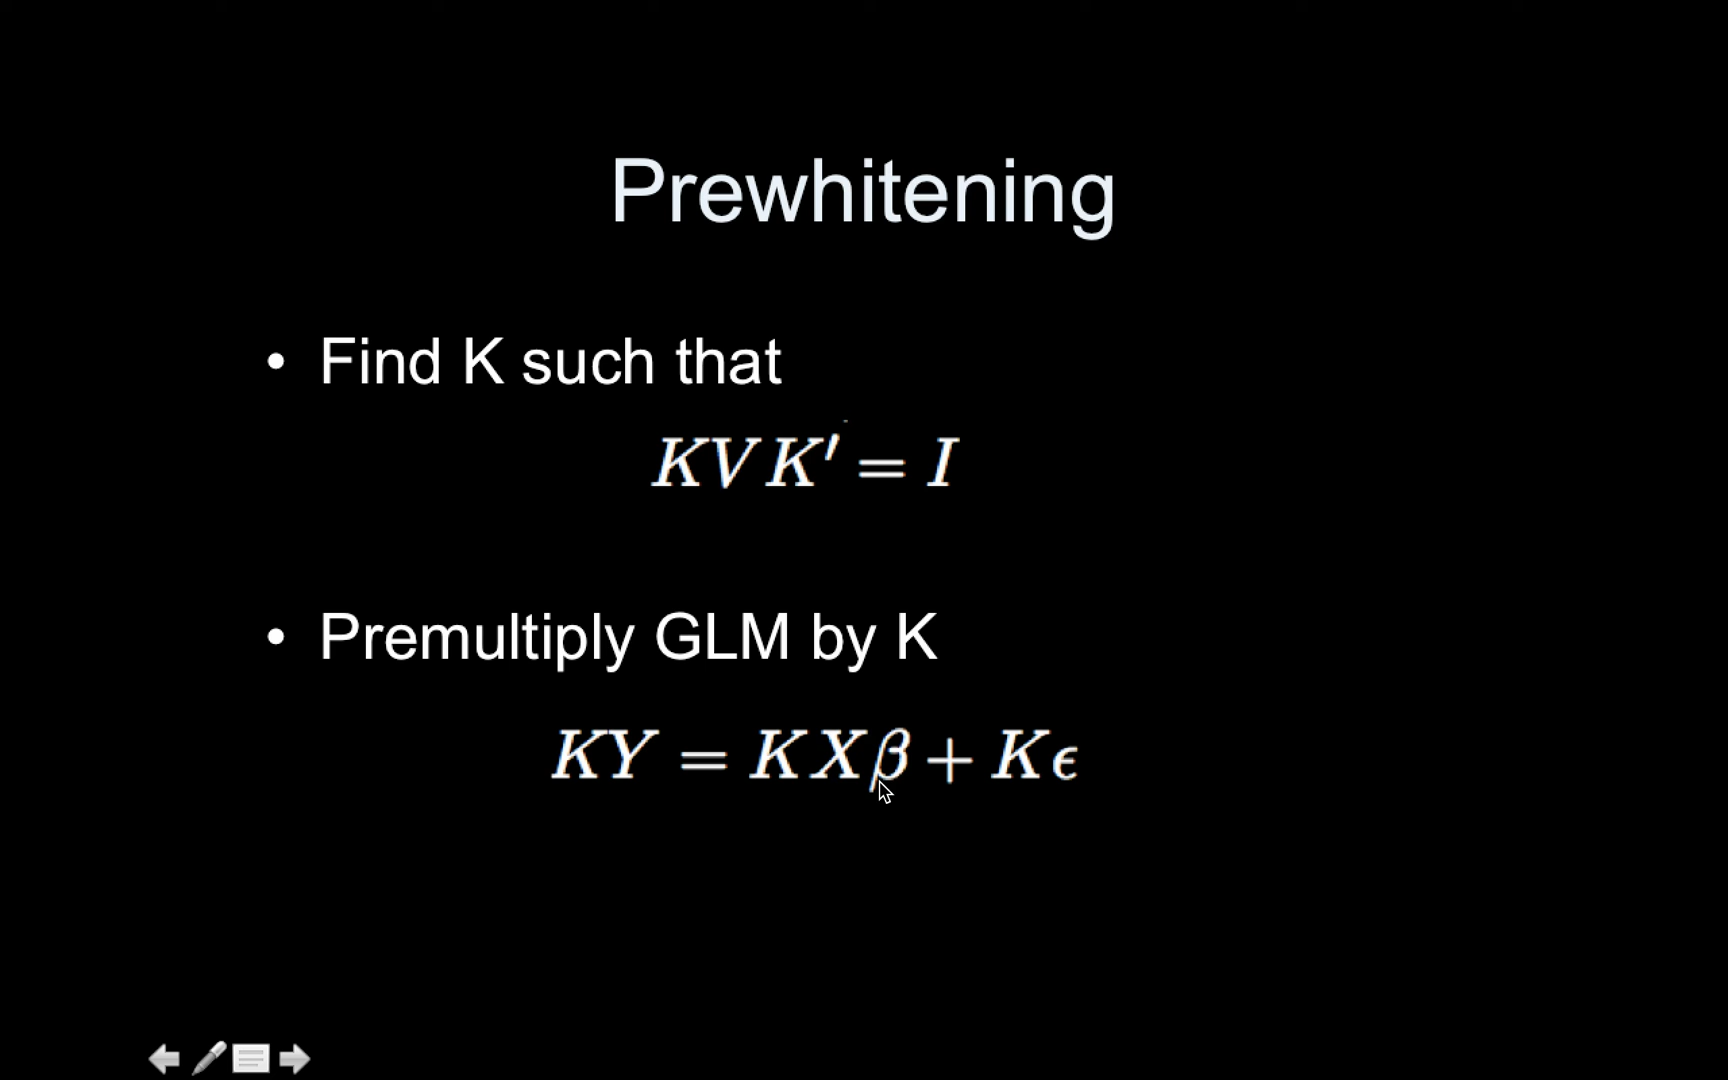 Prewhitening
• Find K such that
KVK′ = I
• Premultiply GLM by K
KY = KXβ + Kϵ